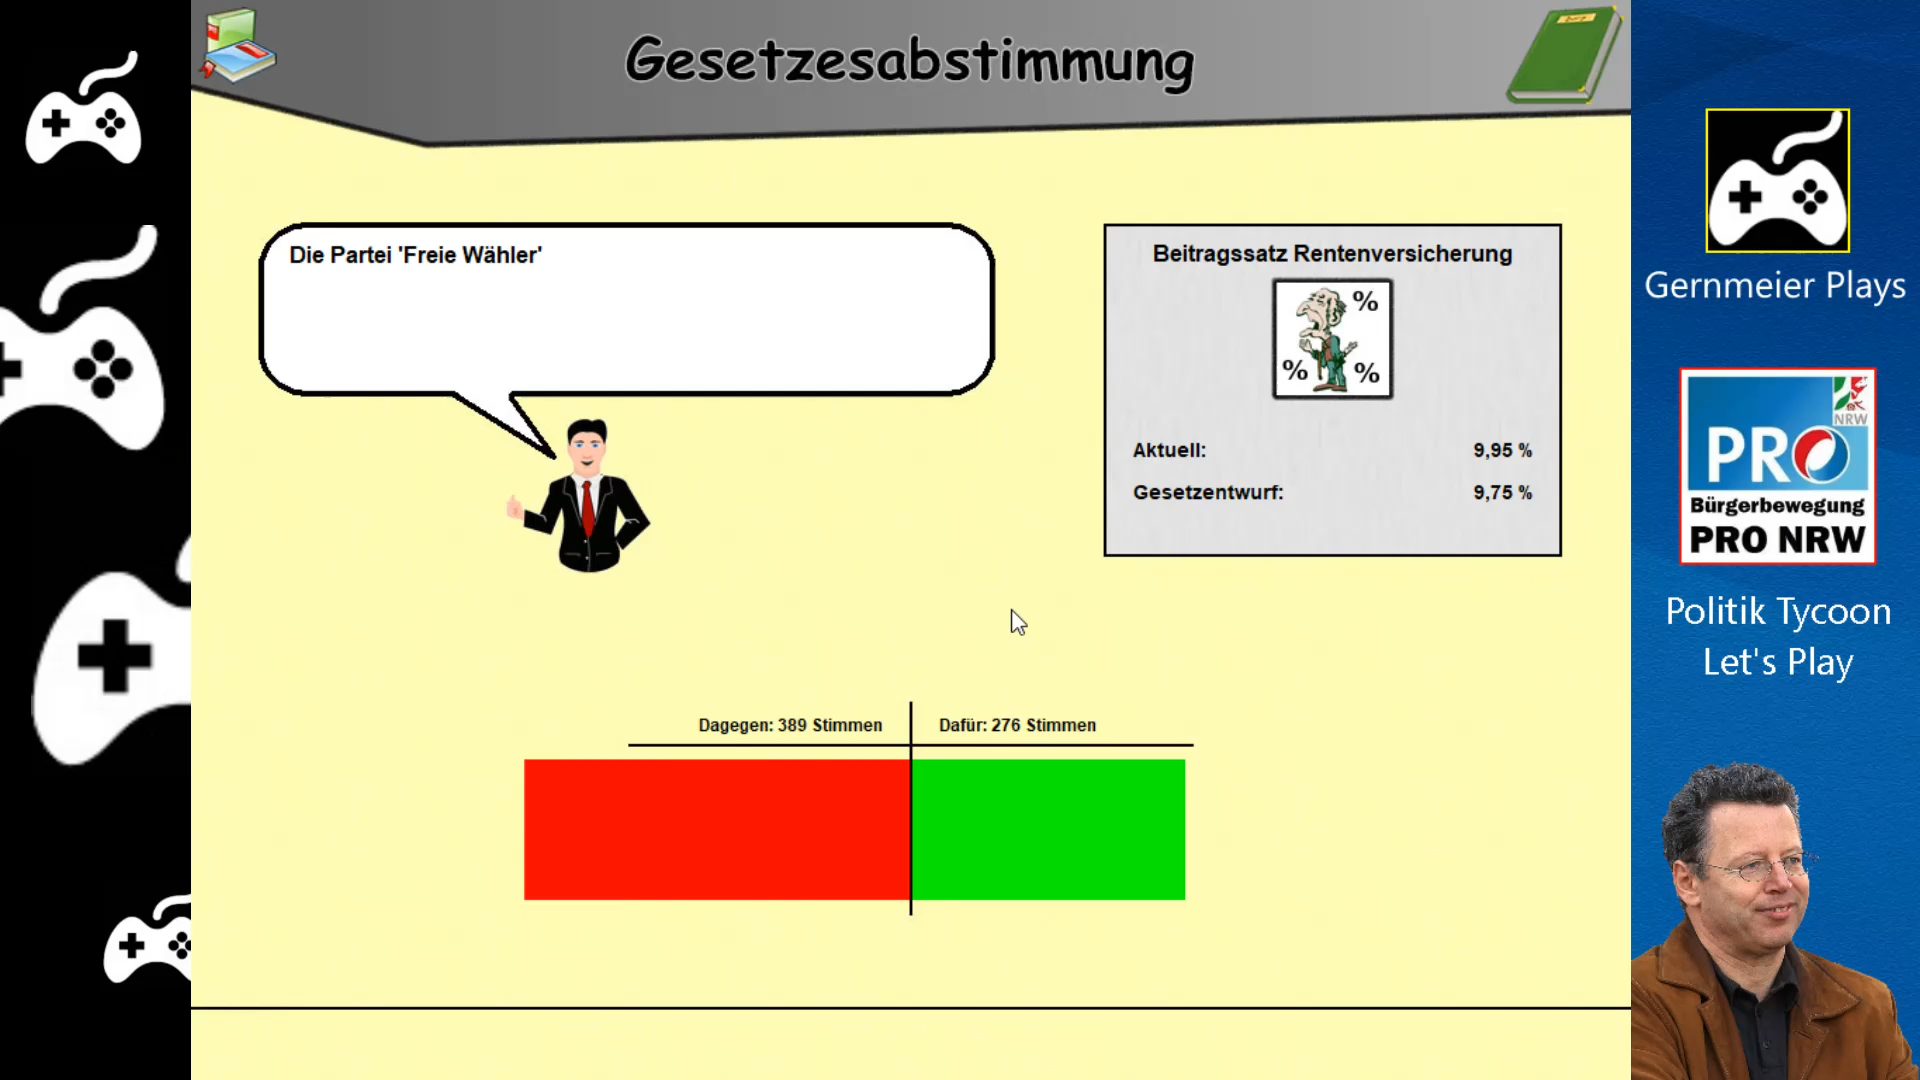 Gesetzesabstimmung
Die Partei 'Freie Wähler'
Beitragssatz Rentenversicherung
%
% %
Aktuell: 9,95 %
Gesetzentwurf: 9,75 %
Dagegen: 389 Stimmen Dafür: 276 Stimmen
Gernmeier Plays
NRW
PRO
Bürgerbewegung
PRO NRW
Politik Tycoon
Let's Play